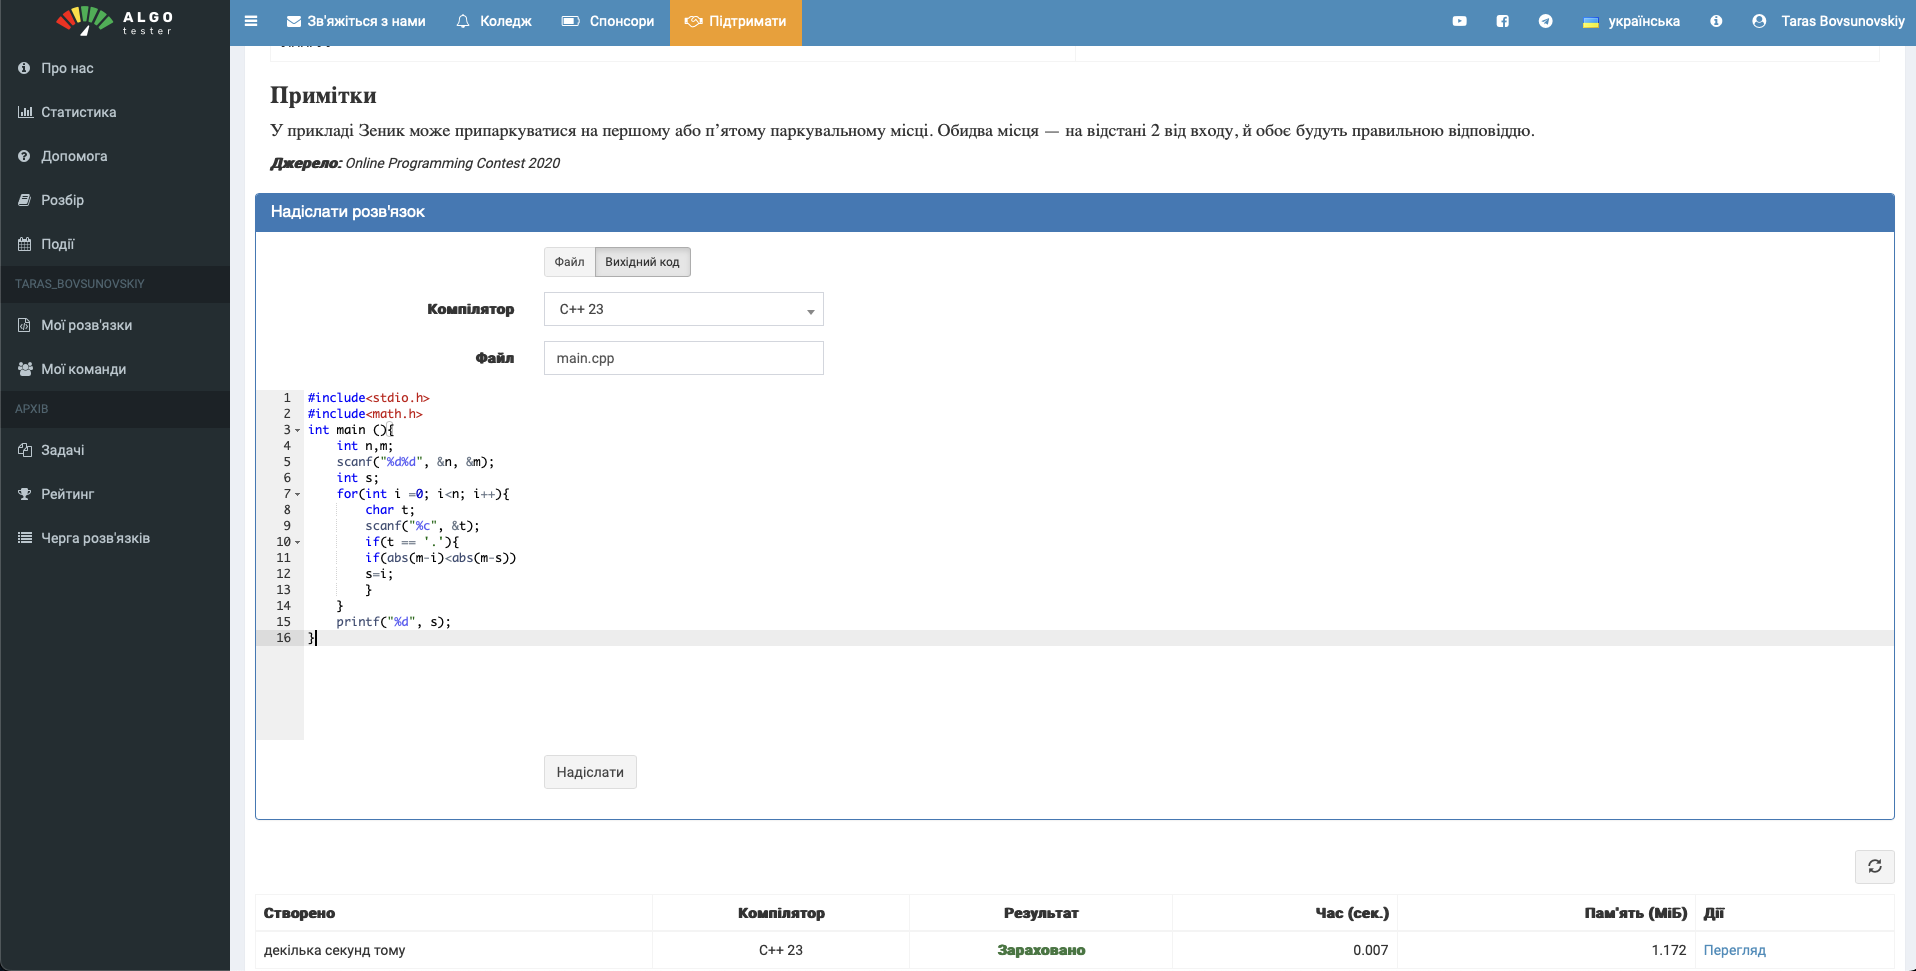 ALGO
tester
Зв'яжіться з нами
Коледж
Спонсори
Підтримати
українська
Taras Bovsunovskiy
Про нас
Статистика
Допомога
Розбір
Події
TARAS_BOVSUNOVSKIY
Мої розв'язки
Мої команди
АРХІВ
Задачі
Рейтинг
Черга розв'язків
Примітки
У прикладі Зеник може припаркуватися на першому або п’ятому паркувальному місці. Обидва місця — на відстані 2 від входу, й обоє будуть правильною відповіддю.
Джерело: Online Programming Contest 2020
Надіслати розв'язок
Файл Вихідний код
Компілятор C++ 23
Файл main.cpp
1 #include<stdio.h>
2 #include<math.h>
3 int main (){
4 int n,m;
5 scanf("%d%d", &n, &m);
6 int s;
7 for(int i =0; i<n; i++){
8 char t;
9 scanf("%c", &t);
10 if(t == '.'){
11 if(abs(m-i)<abs(m-s))
12 s=i;
13 }
14 }
15 printf("%d", s);
16 }
Надіслати
Створено Компілятор Результат Час (сек.) Пам'ять (МіБ) Дії
декілька секунд тому C++ 23 Зараховано 0.007 1.172 Перегляд